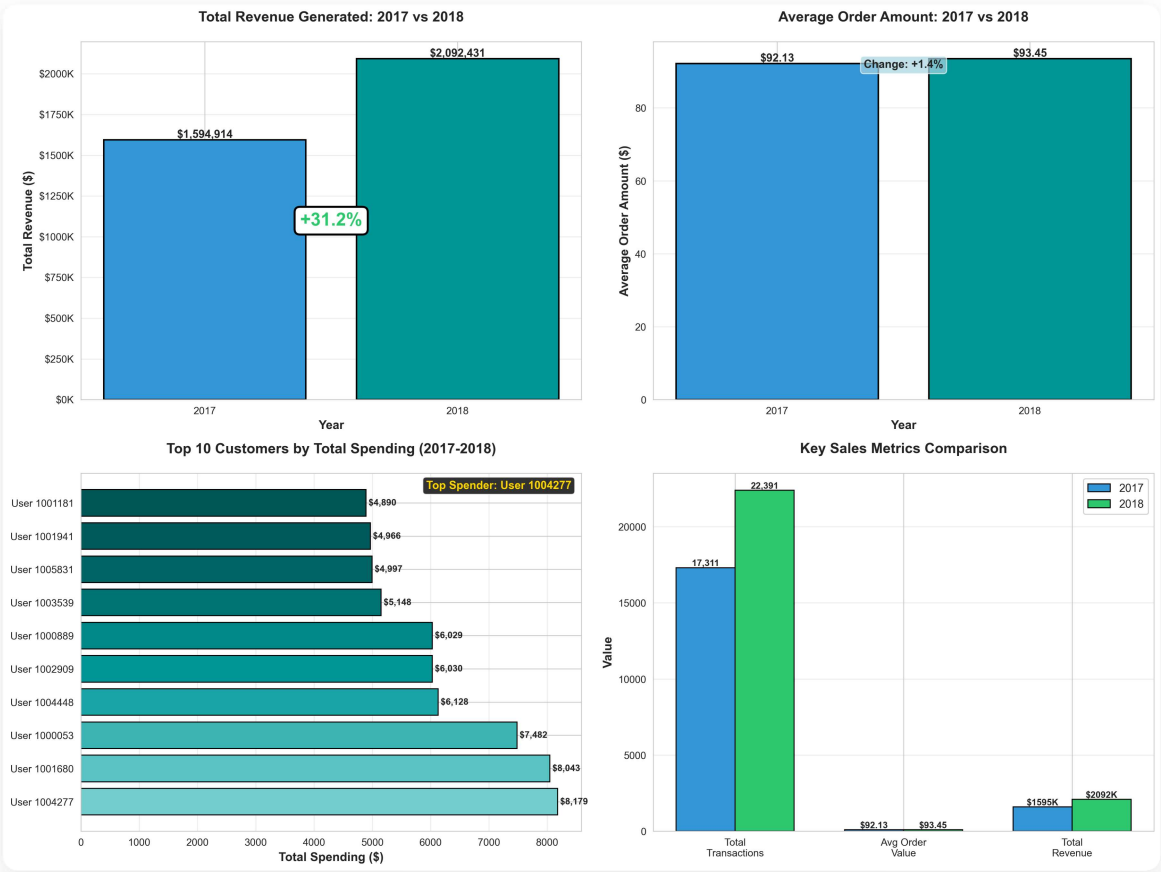 Total Revenue Generated: 2017 vs 2018
$2000K
$1750K
$1500K
$1250K
$1000K
$750K
$500K
$250K
$0K
Total Revenue ($)
$1,594,914
$2,092,431
+31.2%
2017
2018
Year
Average Order Amount: 2017 vs 2018
80
60
40
20
0
Average Order Amount ($)
$92.13
Change: +1.4%
$93.45
2017
2018
Year
Top 10 Customers by Total Spending (2017-2018)
Top Spender: User 1004277
User 1001181 $4,890
User 1001941 $4,966
User 1005831 $4,997
User 1003539 $5,148
User 1000889 $6,029
User 1002909 $6,030
User 1004448 $6,128
User 1000053 $7,482
User 1001680 $8,043
User 1004277 $8,179
0 1000 2000 3000 4000 5000 6000 7000 8000
Total Spending ($)
Key Sales Metrics Comparison
2017
2018
20000
15000
10000
5000
0
Value
17,311
22,391
$92.13
$93.45
$1595K
$2092K
Total
Transactions
Avg Order
Value
Total
Revenue